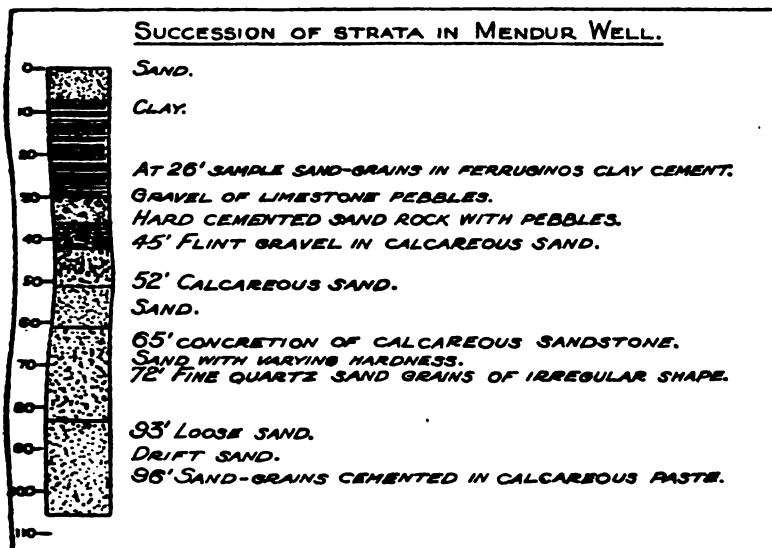 SUCCESSION OF STRATA IN MENDUR WELL.
0 SAND.
10 CLAY.
20
AT 26' SAMPLE SAND-GRAINS IN FERRUGINOS CLAY CEMENT.
30 GRAVEL OF LIMESTONE PEBBLES.
HARD CEMENTED SAND ROCK WITH PEBBLES.
40 45' FLINT GRAVEL IN CALCAREOUS SAND.
50 52' CALCAREOUS SAND.
SAND.
60
65' CONCRETION OF CALCAREOUS SANDSTONE.
SAND WITH VARYING HARDNESS.
70 72' FINE QUARTZ SAND GRAINS OF IRREGULAR SHAPE.
80
93' LOOSE SAND.
90 DRIFT SAND.
96' SAND-GRAINS CEMENTED IN CALCAREOUS PASTE.
100
110